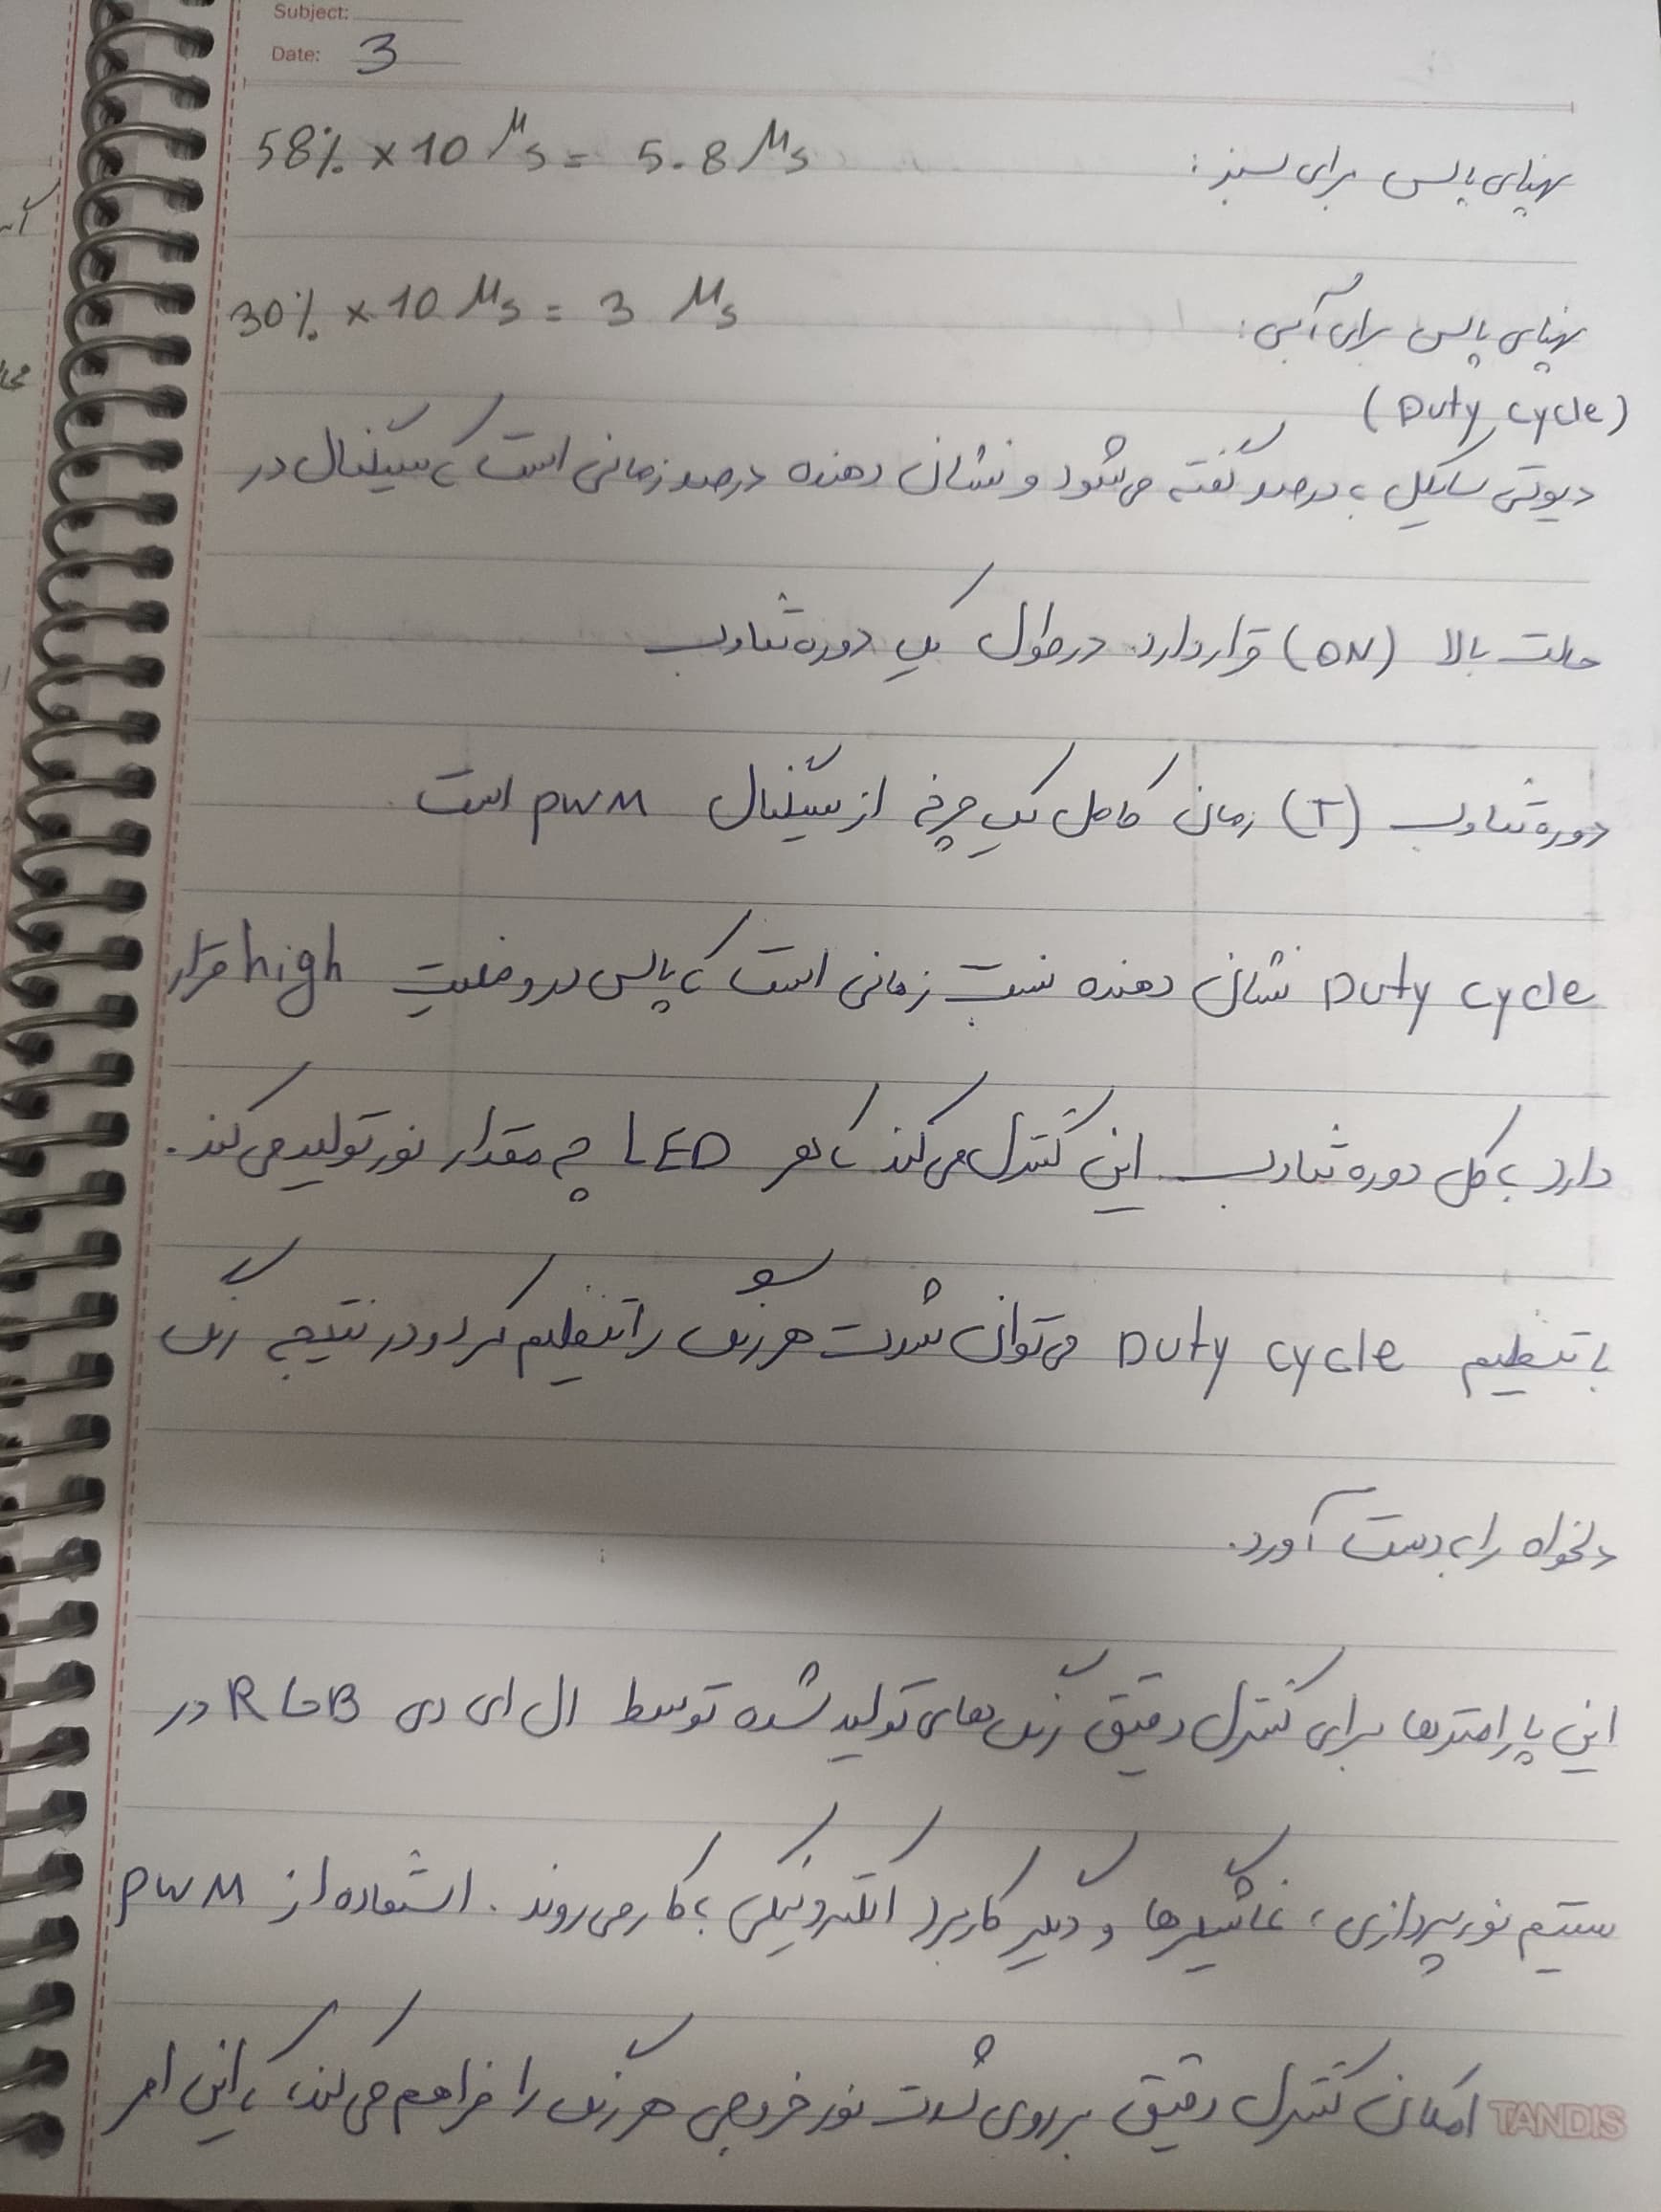 Subject:
Date: 3
پهنای پالس برای سبز: 58% × 10 μs = 5.8 μs
پهنای پالس برای آبی: 30% × 10 μs = 3 μs
(Duty cycle)
دیوتی سایکل به درصد گفته می‌شود و نشان دهنده درصد زمانی است که سیگنال در
حالت بالا (ON) قرار دارد در طول یک دوره تناوب
دوره تناوب (T) زمان کامل یک چرخه از سیگنال PWM است
Duty cycle نشان دهنده نسبت زمانی است که پالس در وضعیت high قرار
دارد به کل دوره تناوب این کنترل می‌کند که هر LED چه مقدار نور تولید می‌کند.
با تنظیم Duty cycle می‌توان شدت هر رنگ را تنظیم کرد و در نتیجه رنگ
دلخواه را به دست آورد.
این پارامترها برای کنترل دقیق رنگ‌های تولید شده توسط ال ای دی RGB در
سیستم نورپردازی، نمایشگرها و دیگر کاربرد الکترونیکی به کار می‌روند. استفاده از PWM
امکان کنترل دقیق بر روی شدت نور خروجی هر رنگ را فراهم می‌کند، که این امر
TANDIS